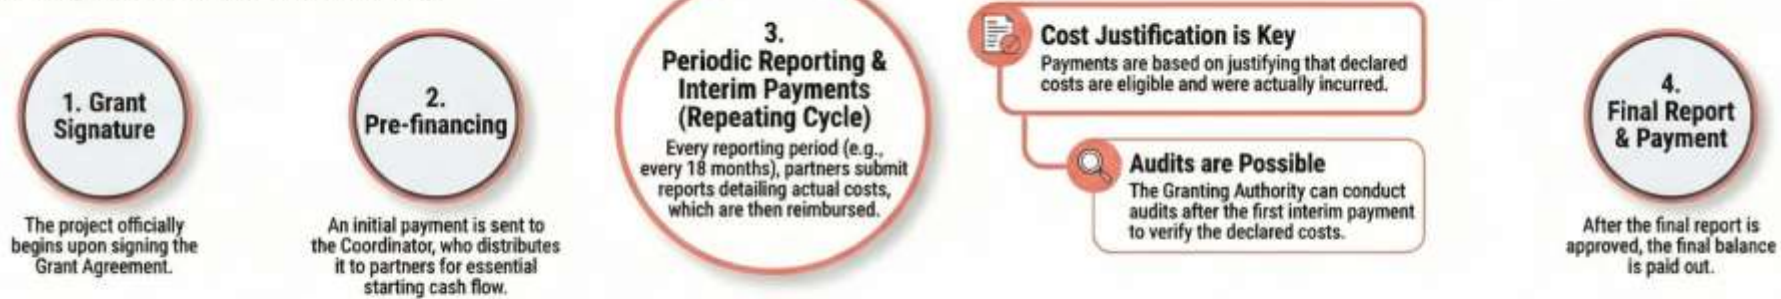 1. Grant
Signature
The project officially
begins upon signing the
Grant Agreement.
2.
Pre-financing
An initial payment is sent to
the Coordinator, who distributes
it to partners for essential
starting cash flow.
3.
Periodic Reporting &
Interim Payments
(Repeating Cycle)
Every reporting period (e.g.,
every 18 months), partners submit
reports detailing actual costs,
which are then reimbursed.
Cost Justification is Key
Payments are based on justifying that declared
costs are eligible and were actually incurred.
Audits are Possible
The Granting Authority can conduct
audits after the first interim payment
to verify the declared costs.
4.
Final Report
& Payment
After the final report is
approved, the final balance
is paid out.